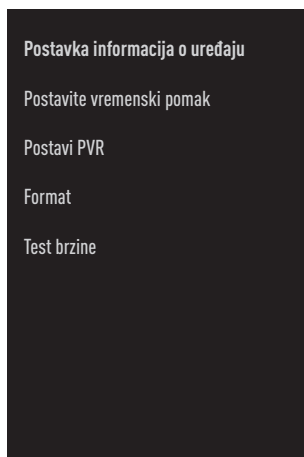 Postavka informacija o uređaju
Postavite vremenski pomak
Postavi PVR
Format
Test brzine